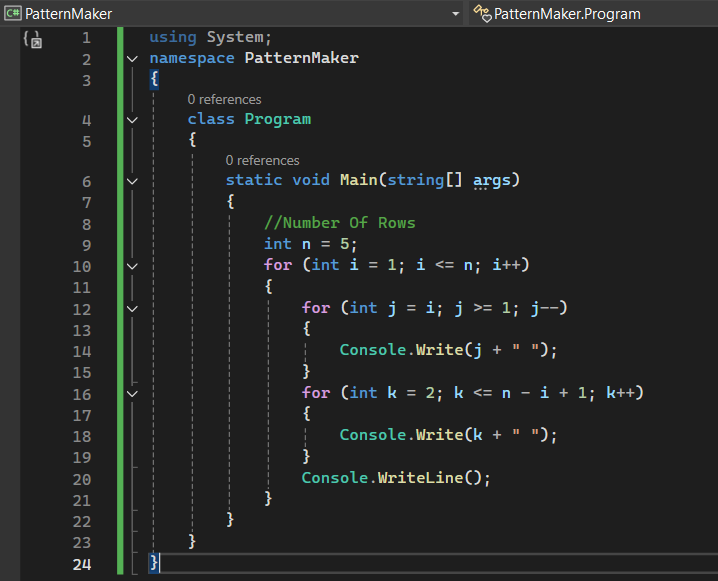 C# PatternMaker PatternMaker.Program
1 using System;
2 namespace PatternMaker
3 {
0 references
4 class Program
5 {
0 references
6 static void Main(string[] args)
7 {
8 //Number Of Rows
9 int n = 5;
10 for (int i = 1; i <= n; i++)
11 {
12 for (int j = i; j >= 1; j--)
13 {
14 Console.Write(j + " ");
15 }
16 for (int k = 2; k <= n - i + 1; k++)
17 {
18 Console.Write(k + " ");
19 }
20 Console.WriteLine();
21 }
22 }
23 }
24 }